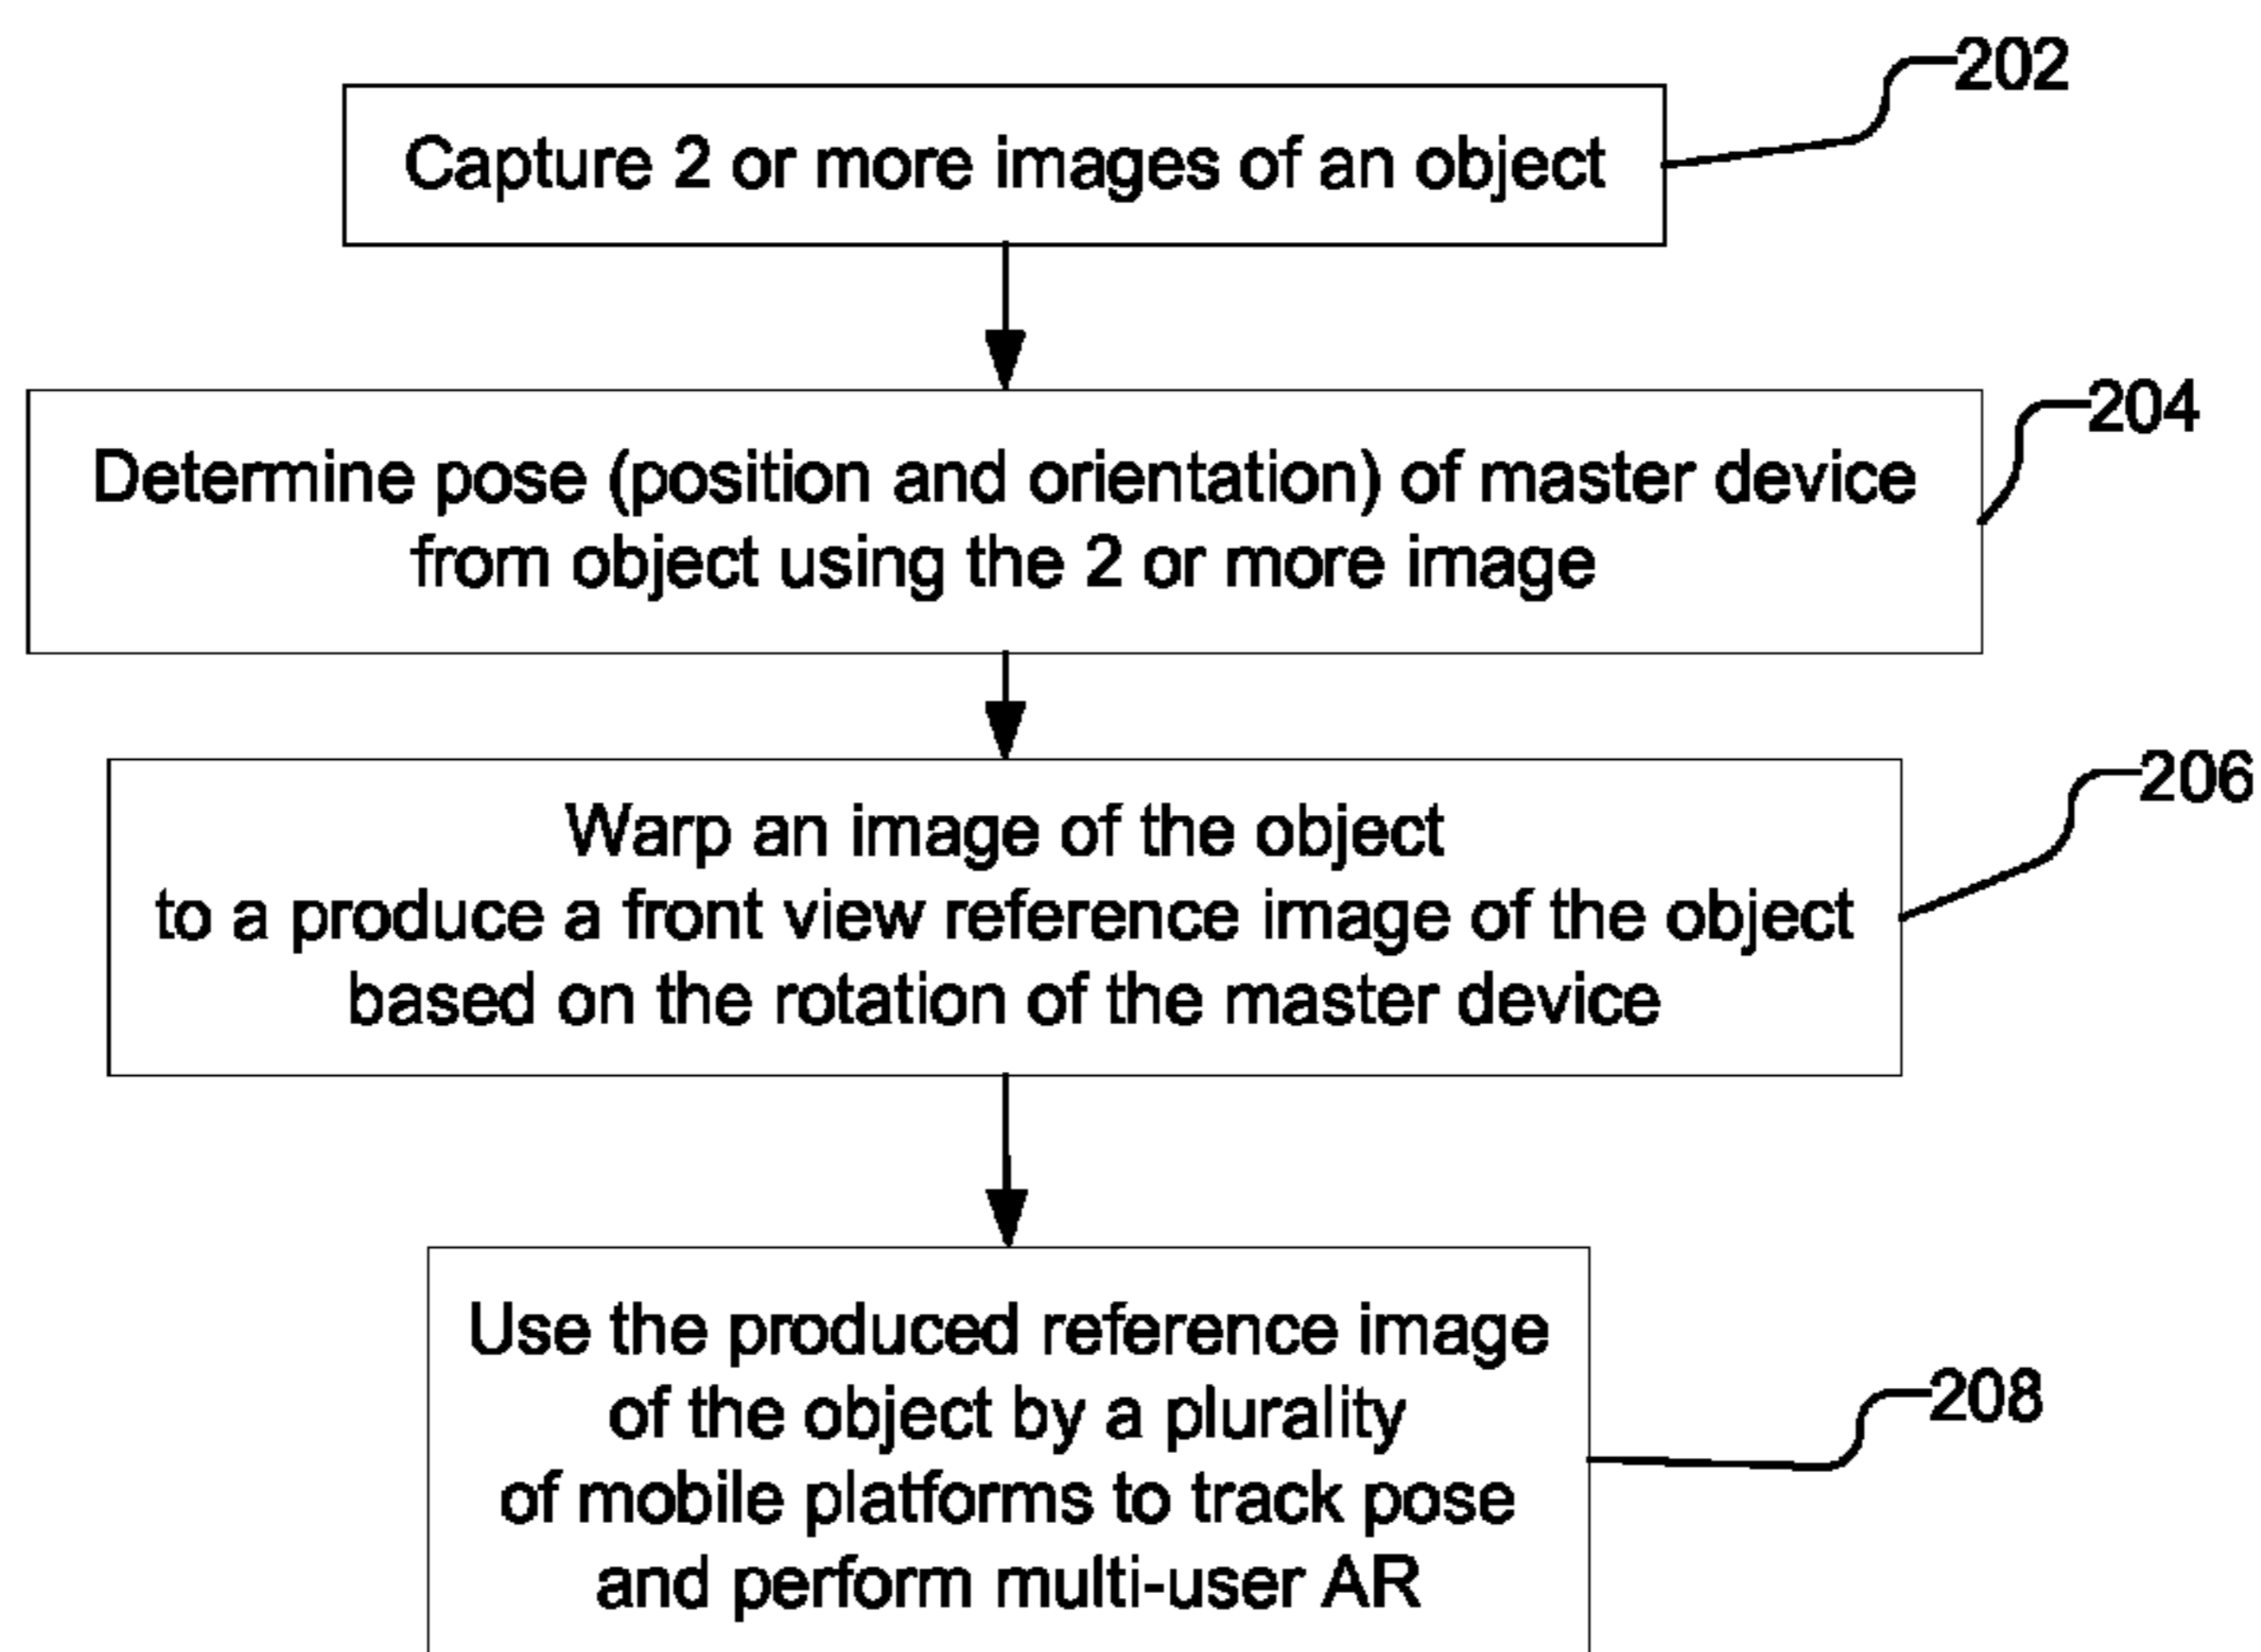 202
Capture 2 or more images of an object
204
Determine pose (position and orientation) of master device
from object using the 2 or more image
206
Warp an image of the object
to a produce a front view reference image of the object
based on the rotation of the master device
Use the produced reference image
of the object by a plurality
208
of mobile platforms to track pose
and perform multi-user AR